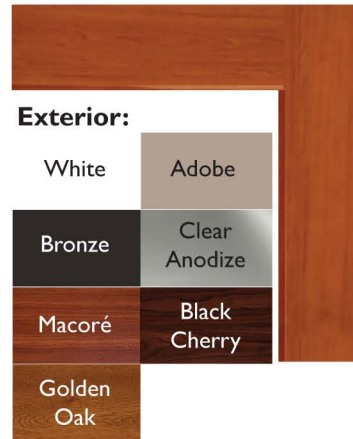 Exterior:
White
Adobe
Bronze
Clear
Anodize
Macoré
Black
Cherry
Golden
Oak